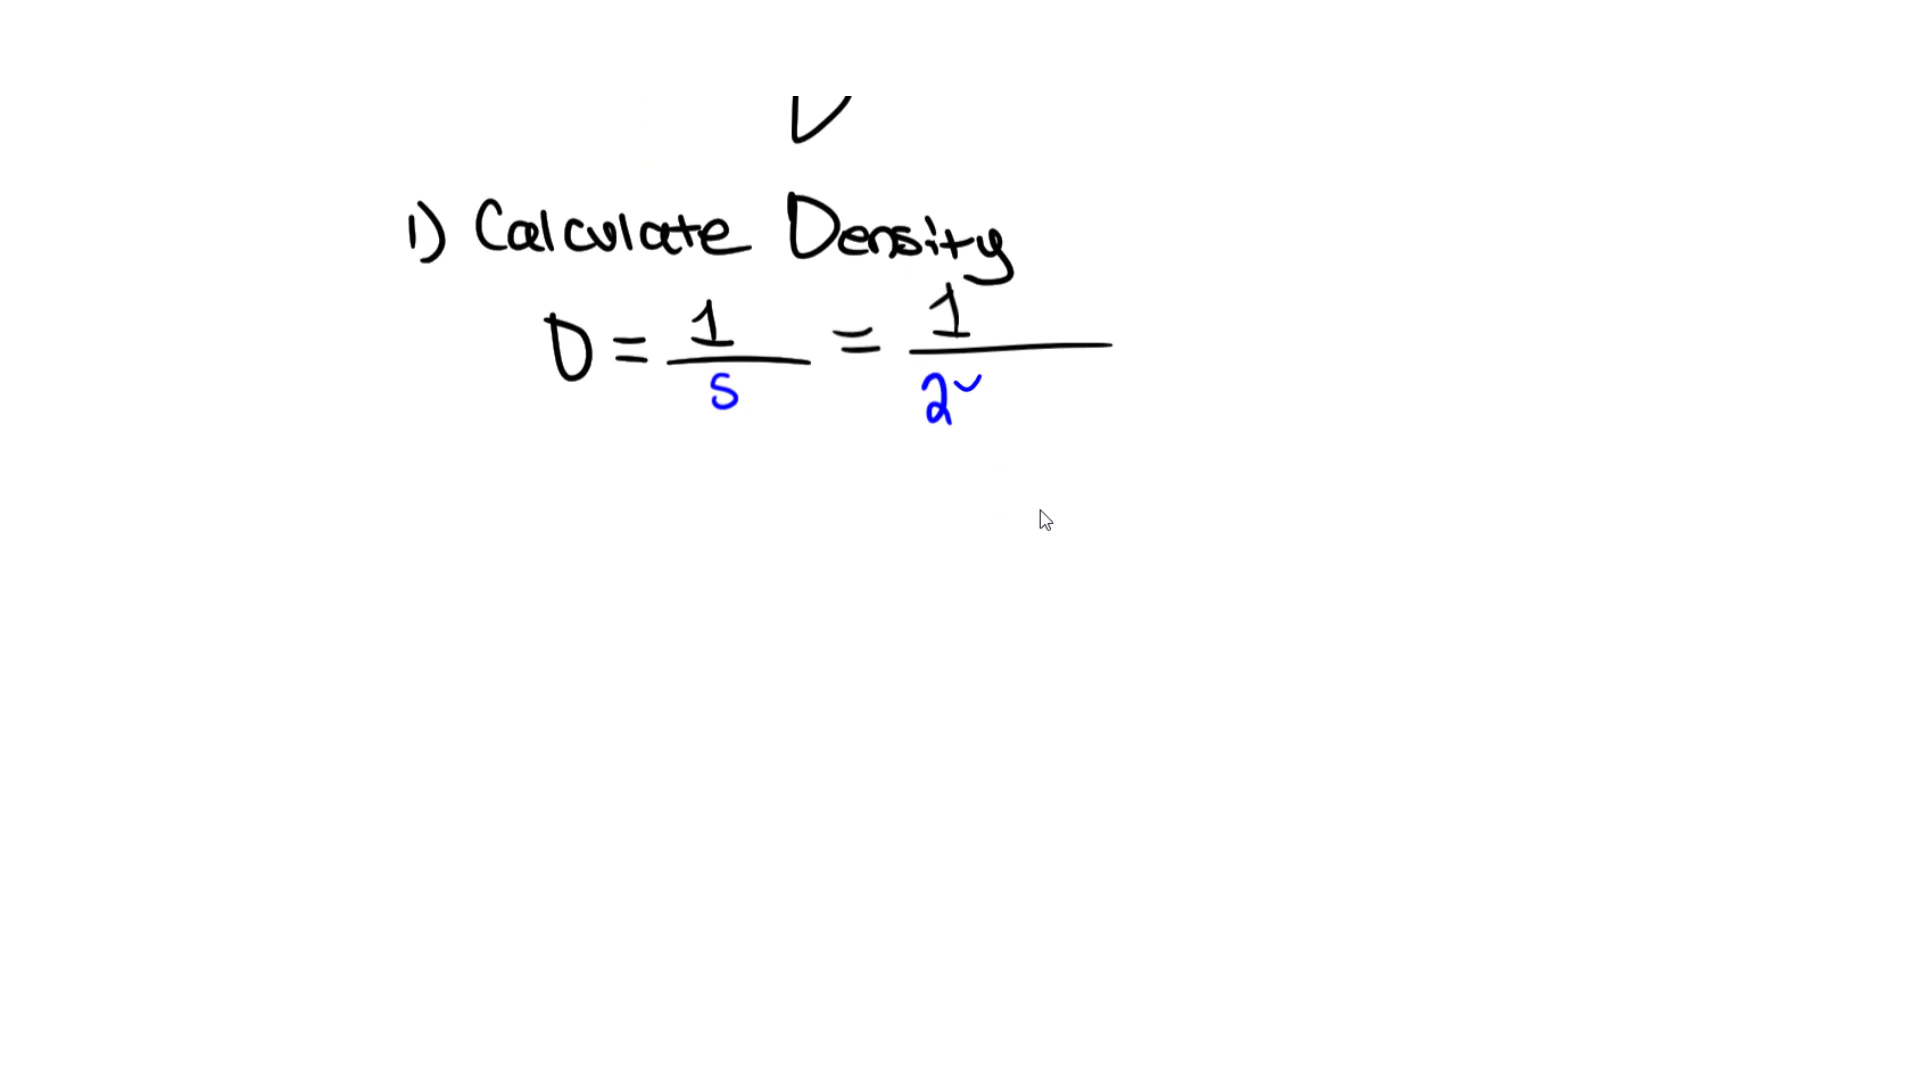 1) Calculate Density
D = 1/s = 1/2